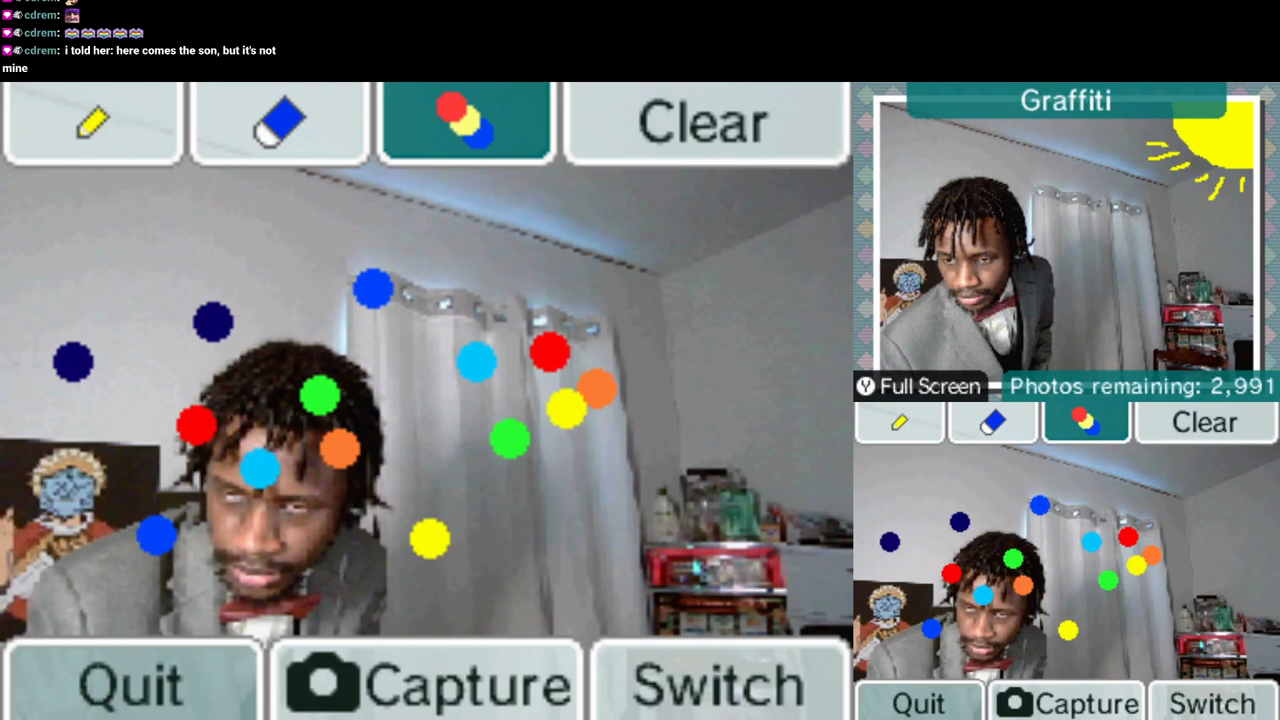 cdrem:
cdrem:
cdrem: i told her: here comes the son, but it's not
mine
Clear
Graffiti
Y Full Screen
Photos remaining: 2,991
Clear
Quit
Capture
Switch
Quit
Capture
Switch